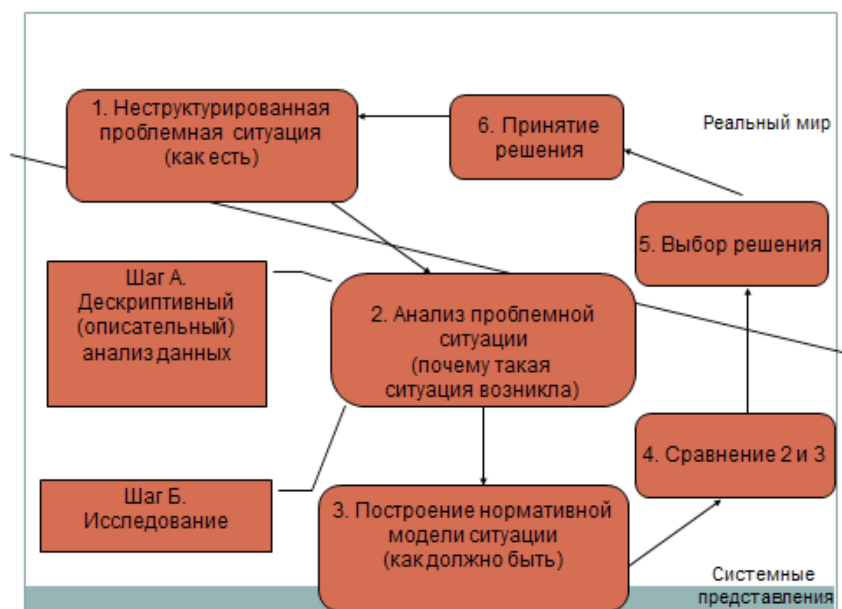 1. Неструктурированная
проблемная ситуация
(как есть)
6. Принятие
решения
Реальный мир
5. Выбор решения
Шаг А.
Дескриптивный
(описательный)
анализ данных
2. Анализ проблемной
ситуации
(почему такая
ситуация возникла)
4. Сравнение 2 и 3
Шаг Б.
Исследование
3. Построение нормативной
модели ситуации
(как должно быть)
Системные
представления